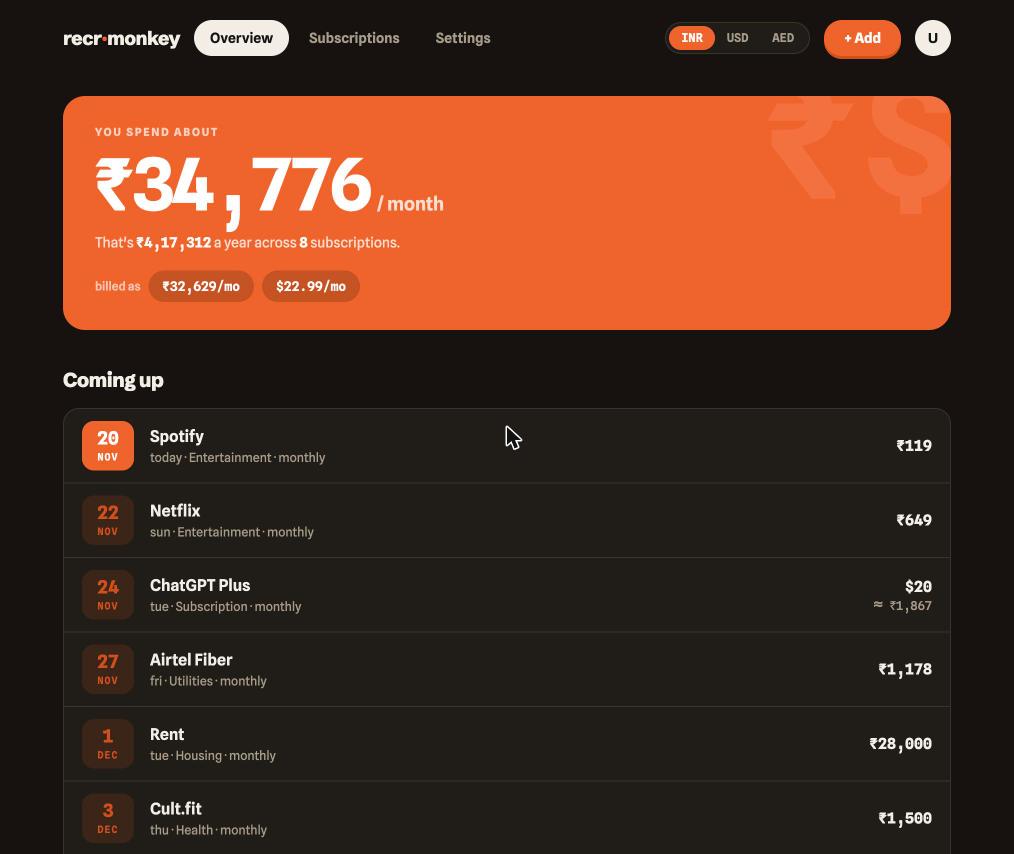 recr·monkey Overview Subscriptions Settings INR USD AED + Add U
₹$
YOU SPEND ABOUT
₹34,776 / month
That's ₹4,17,312 a year across 8 subscriptions.
billed as ₹32,629/mo $22.99/mo
Coming up
20 NOV
Spotify
today · Entertainment · monthly
₹119
22 NOV
Netflix
sun · Entertainment · monthly
₹649
24 NOV
ChatGPT Plus
tue · Subscription · monthly
$20
≈ ₹1,867
27 NOV
Airtel Fiber
fri · Utilities · monthly
₹1,178
1 DEC
Rent
tue · Housing · monthly
₹28,000
3 DEC
Cult.fit
thu · Health · monthly
₹1,500